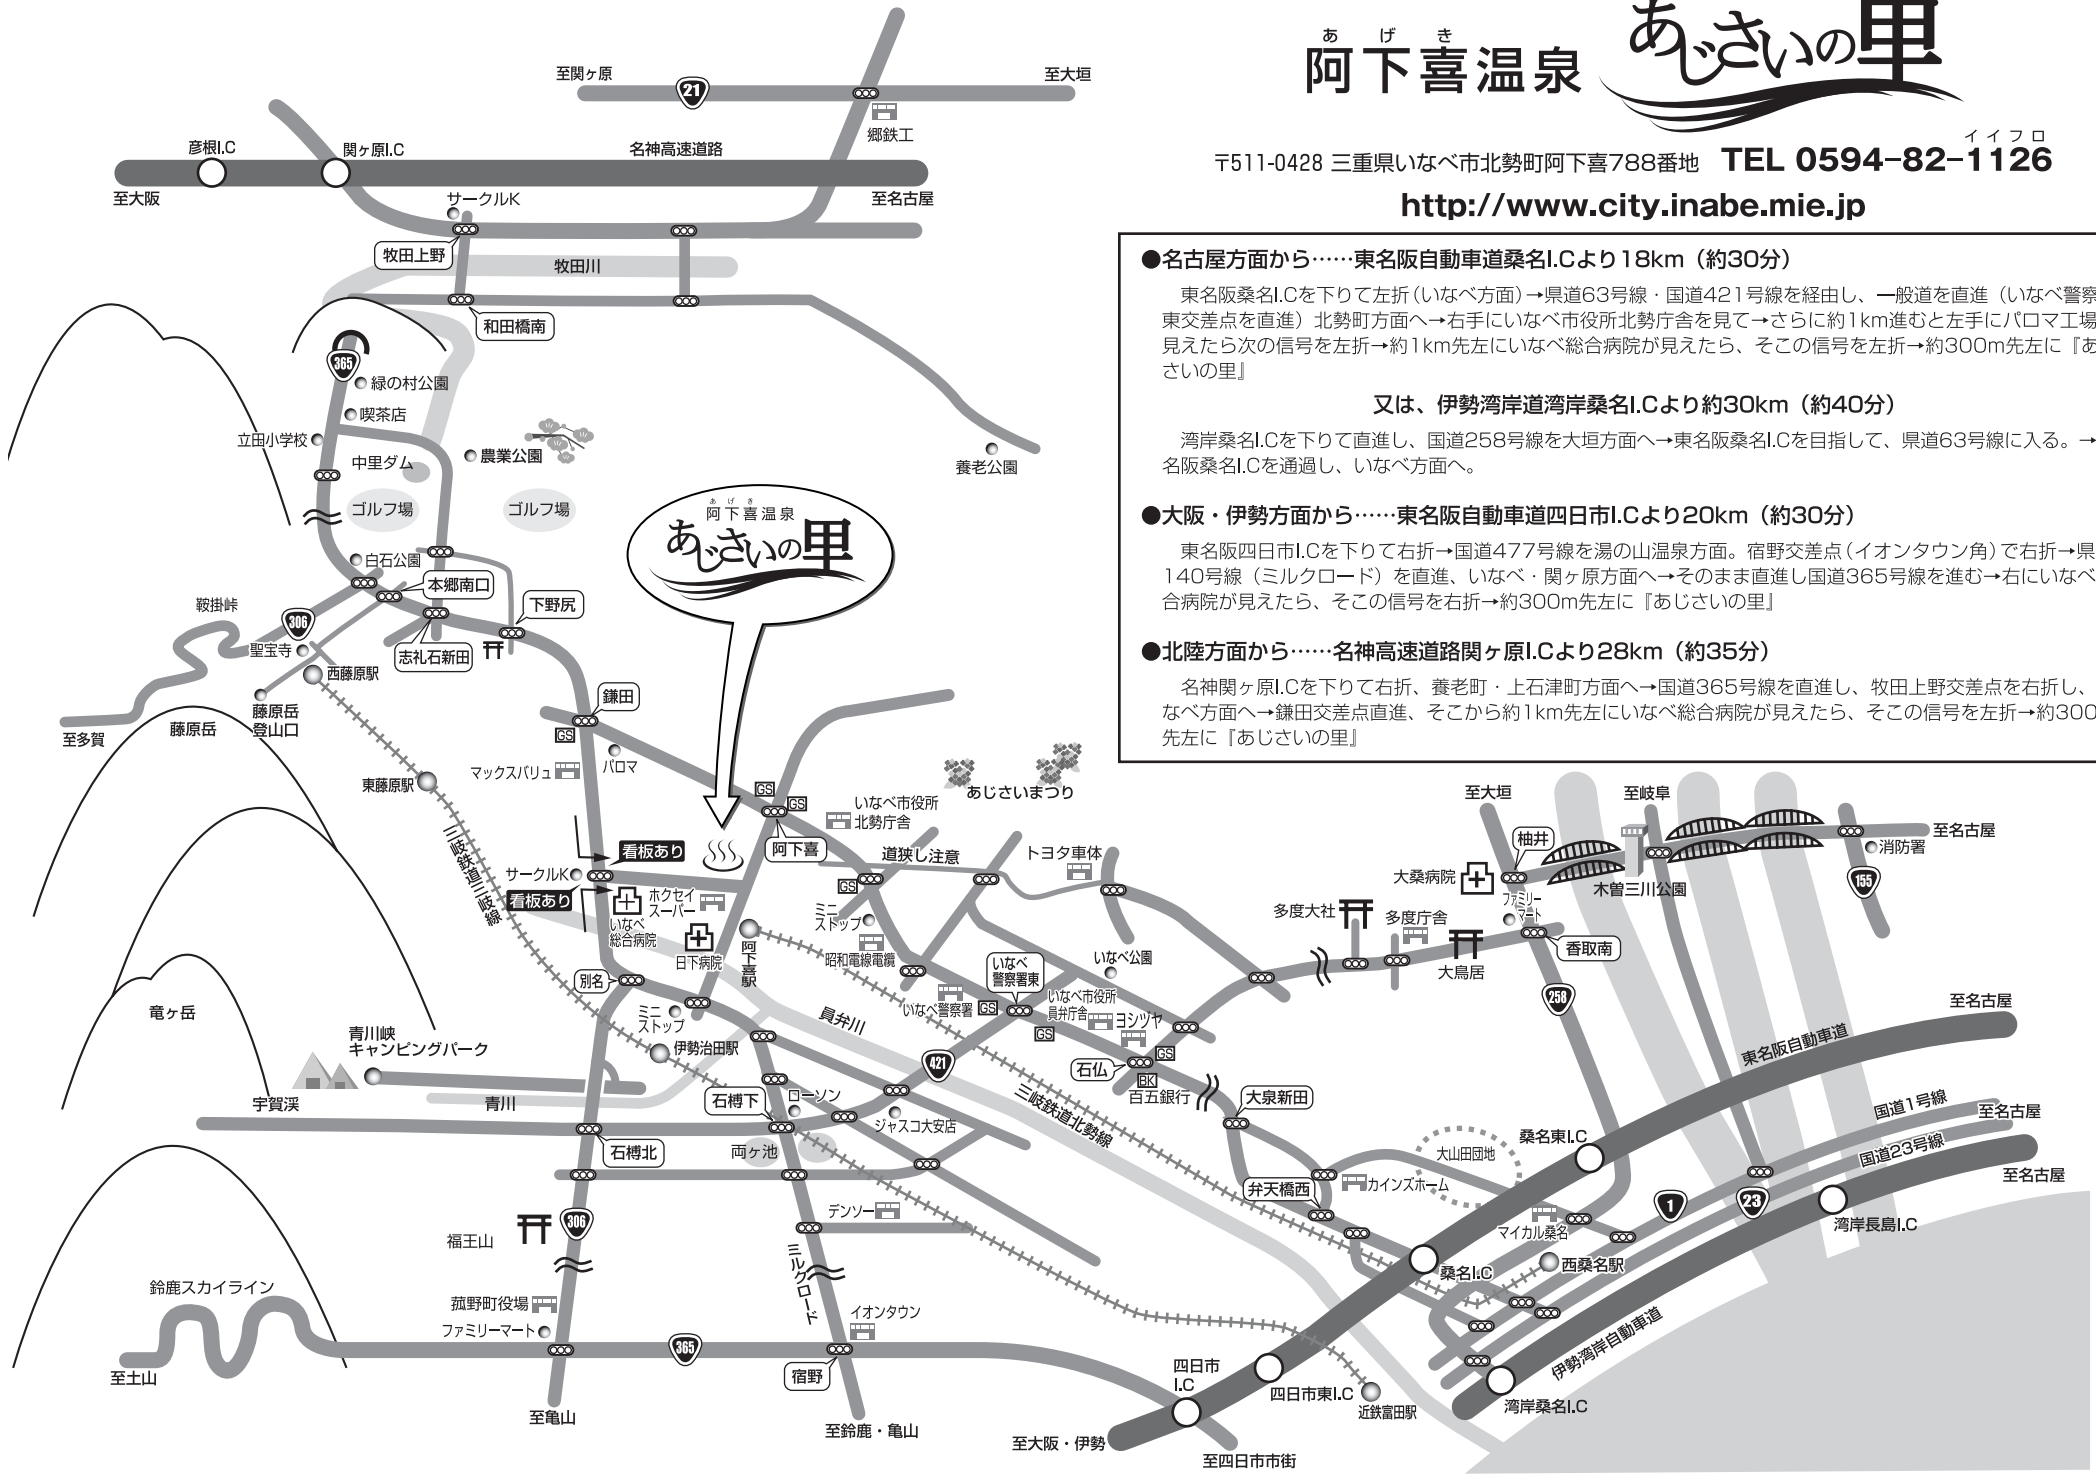 あ げ き
阿下喜温泉
あじさいの里
イイフロ
〒511-0428 三重県いなべ市北勢町阿下喜788番地 TEL 0594-82-1126
http://www.city.inabe.mie.jp
●名古屋方面から……東名阪自動車道桑名I.Cより18km（約30分）
東名阪桑名I.Cを下りて左折（いなべ方面）→県道63号線・国道421号線を経由し、一般道を直進（いなべ警察
東交差点を直進）北勢町方面へ→右手にいなべ市役所北勢庁舎を見て→さらに約1km進むと左手にパロマ工場
見えたら次の信号を左折→約1km先左にいなべ総合病院が見えたら、そこの信号を左折→約300m先左に『あ
さいの里』
又は、伊勢湾岸道湾岸桑名I.Cより約30km（約40分）
湾岸桑名I.Cを下りて直進し、国道258号線を大垣方面へ→東名阪桑名I.Cを目指して、県道63号線に入る。→
名阪桑名I.Cを通過し、いなべ方面へ。
●大阪・伊勢方面から……東名阪自動車道四日市I.Cより20km（約30分）
東名阪四日市I.Cを下りて右折→国道477号線を湯の山温泉方面。宿野交差点（イオンタウン角）で右折→県
140号線（ミルクロード）を直進、いなべ・関ヶ原方面へ→そのまま直進し国道365号線を進む→右にいなべ
合病院が見えたら、そこの信号を右折→約300m先左に『あじさいの里』
●北陸方面から……名神高速道路関ヶ原I.Cより28km（約35分）
名神関ヶ原I.Cを下りて右折、養老町・上石津町方面へ→国道365号線を直進し、牧田上野交差点を右折し、
なべ方面へ→鎌田交差点直進、そこから約1km先左にいなべ総合病院が見えたら、そこの信号を左折→約300
先左に『あじさいの里』
至関ヶ原
21
至大垣
郷鉄工
彦根I.C
関ヶ原I.C
名神高速道路
至大阪
至名古屋
サークルK
牧田上野
牧田川
和田橋南
365
緑の村公園
喫茶店
立田小学校
中里ダム
農業公園
養老公園
ゴルフ場
ゴルフ場
あ げ き
阿下喜温泉
あじさいの里
白石公園
本郷南口
下野尻
鞍掛峠
306
聖宝寺
志礼石新田
西藤原駅
藤原岳
登山口
藤原岳
至多賀
鎌田
GS
パロマ
マックスバリュ
東藤原駅
三岐鉄道三岐線
GS
GS
いなべ市役所
北勢庁舎
あじさいまつり
阿下喜
道狭し注意
トヨタ車体
看板あり
サークルK
看板あり
いなべ
総合病院
ホクセイ
スーパー
日下病院
阿下喜駅
GS
ミニ
ストップ
昭和電線電纜
いなべ警察署
いなべ
警察署東
いなべ公園
GS
いなべ市役所
員弁庁舎
GS
ヨシヅヤ
GS
石仏
BK
百五銀行
多度大社
多度庁舎
大鳥居
至大垣
柚井
大桑病院
ファミリー
マート
香取南
至岐阜
木曽三川公園
至名古屋
消防署
155
258
別名
ミニ
ストップ
員弁川
伊勢治田駅
竜ヶ岳
青川峡
キャンピングパーク
宇賀渓
青川
421
石榑下
ローソン
ジャスコ大安店
石榑北
両ヶ池
三岐鉄道北勢線
大泉新田
デンソー
弁天橋西
カインズホーム
大山田団地
桑名東I.C
東名阪自動車道
至名古屋
国道1号線
至名古屋
国道23号線
至名古屋
1
23
湾岸長島I.C
マイカル桑名
西桑名駅
桑名I.C
伊勢湾岸自動車道
湾岸桑名I.C
福王山
306
ミルクロード
鈴鹿スカイライン
菰野町役場
ファミリーマート
イオンタウン
365
宿野
至土山
至亀山
至鈴鹿・亀山
四日市
I.C
四日市東I.C
近鉄富田駅
至大阪・伊勢
至四日市市街